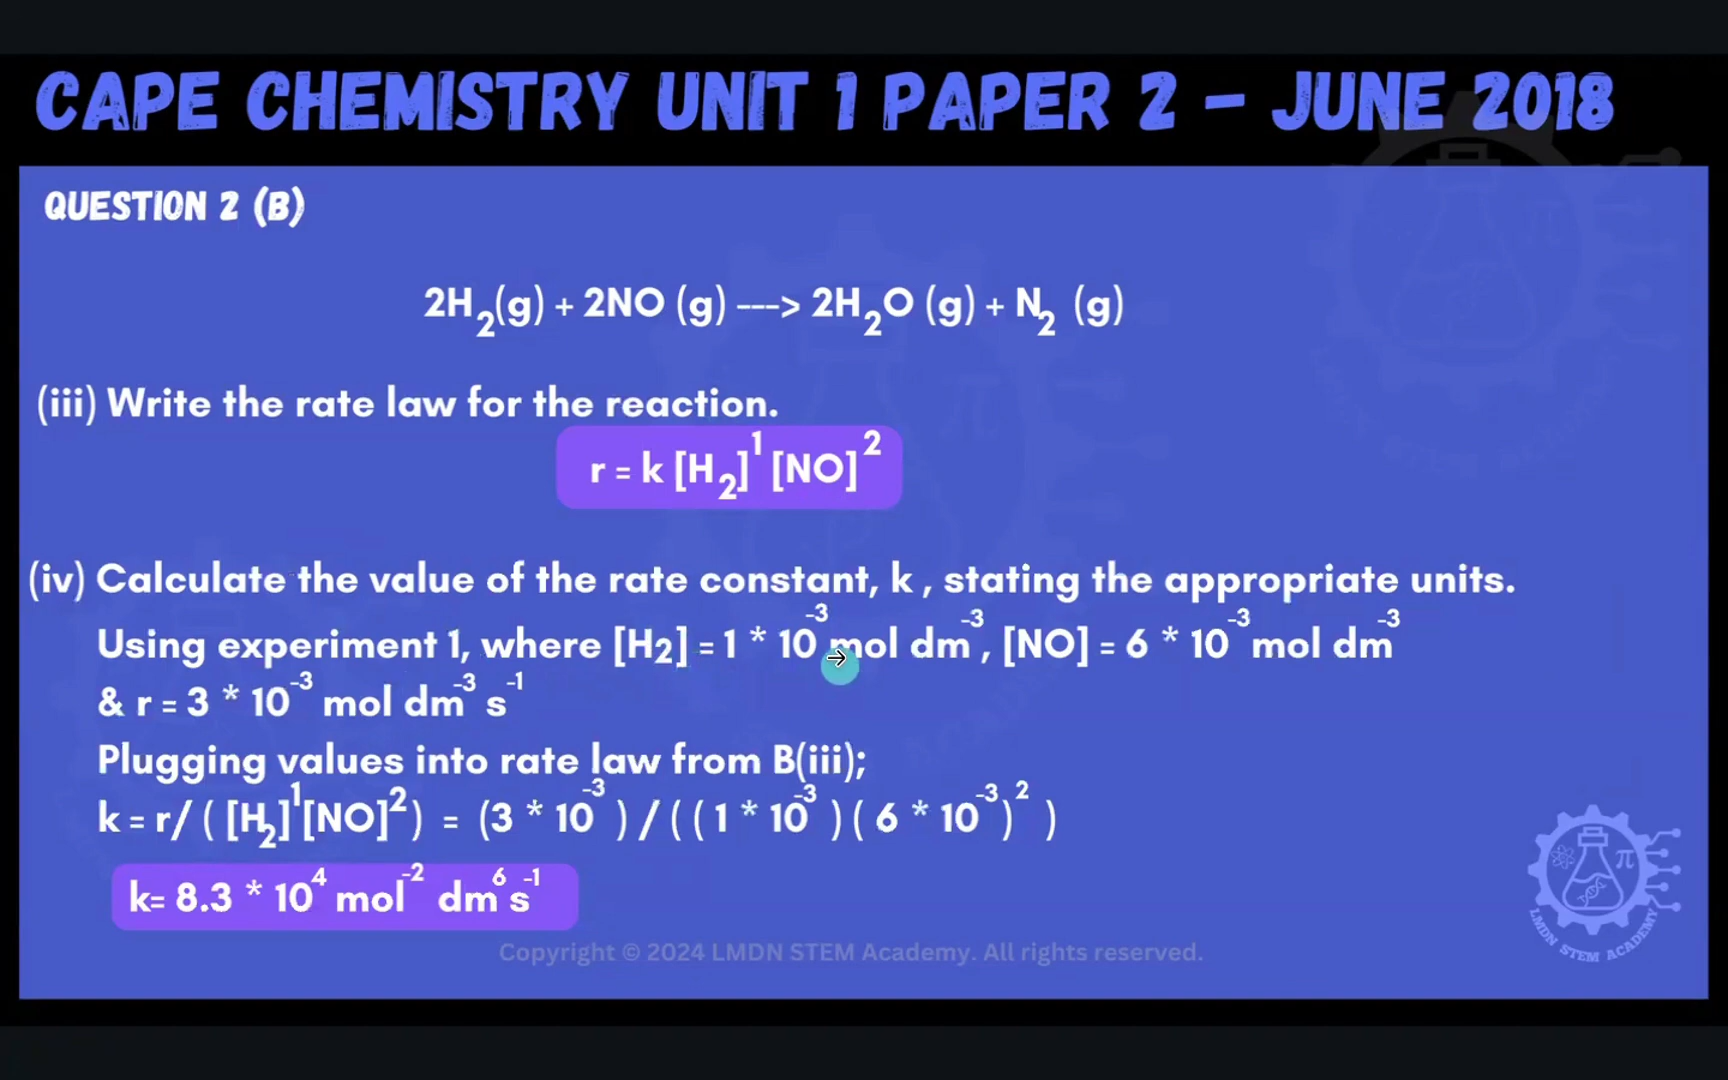 CAPE CHEMISTRY UNIT 1 PAPER 2 – JUNE 2018
QUESTION 2 (B)
2H₂(g) + 2NO (g) ---> 2H₂O (g) + N₂ (g)
(iii) Write the rate law for the reaction.
r = k [H₂]¹ [NO]²
(iv) Calculate the value of the rate constant, k , stating the appropriate units.
Using experiment 1, where [H2] = 1 * 10⁻³ mol dm⁻³, [NO] = 6 * 10⁻³ mol dm⁻³
& r = 3 * 10⁻³ mol dm⁻³ s⁻¹
Plugging values into rate law from B(iii);
k = r/ ( [H₂]¹[NO]²) = (3 * 10⁻³ ) / ( ( 1 * 10⁻³ ) ( 6 * 10⁻³ )² )
k= 8.3 * 10⁴ mol⁻² dm⁶ s⁻¹
Copyright © 2024 LMDN STEM Academy. All rights reserved.
π
LMDN STEM ACADEMY